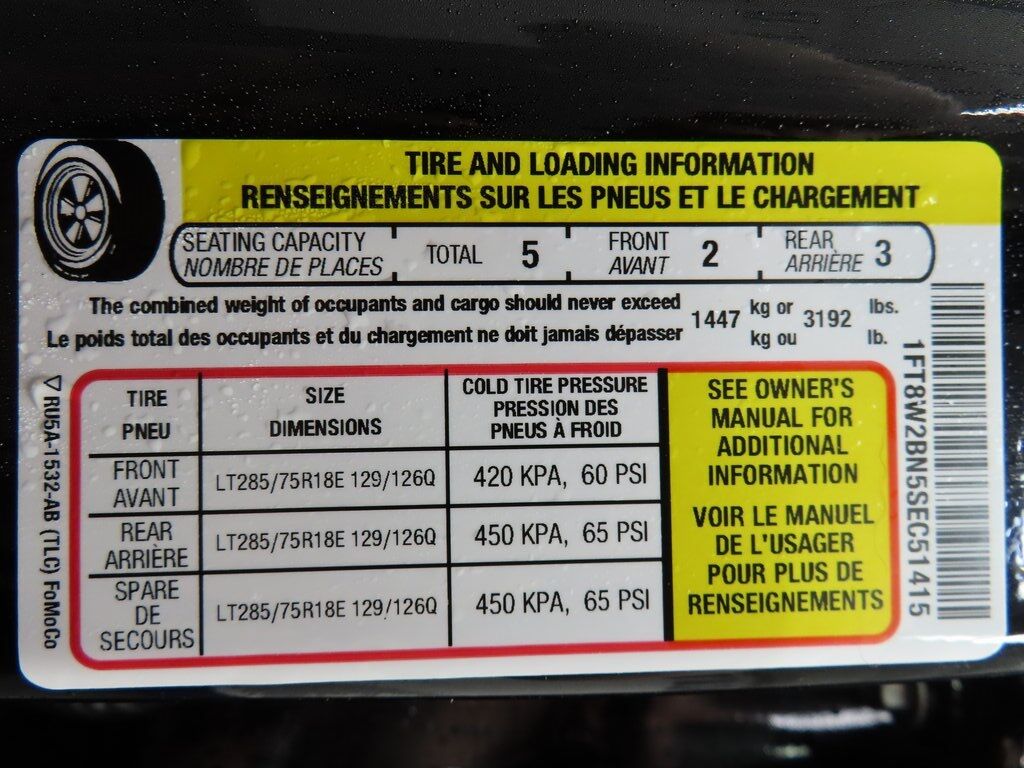 TIRE AND LOADING INFORMATION
RENSEIGNEMENTS SUR LES PNEUS ET LE CHARGEMENT
SEATING CAPACITY
NOMBRE DE PLACES
TOTAL 5
FRONT
AVANT
2
REAR
ARRIÈRE
3
The combined weight of occupants and cargo should never exceed
Le poids total des occupants et du chargement ne doit jamais dépasser
1447
kg or
kg ou
3192
lbs.
lb.
TIRE
PNEU
SIZE
DIMENSIONS
COLD TIRE PRESSURE
PRESSION DES
PNEUS À FROID
FRONT
AVANT
LT285/75R18E 129/126Q
420 KPA, 60 PSI
REAR
ARRIÈRE
LT285/75R18E 129/126Q
450 KPA, 65 PSI
SPARE
DE
SECOURS
LT285/75R18E 129/126Q
450 KPA, 65 PSI
SEE OWNER'S
MANUAL FOR
ADDITIONAL
INFORMATION
VOIR LE MANUEL
DE L'USAGER
POUR PLUS DE
RENSEIGNEMENTS
▽ RU5A-1532-AB (TLC) FoMoCo
1FT8W2BN5SEC51415